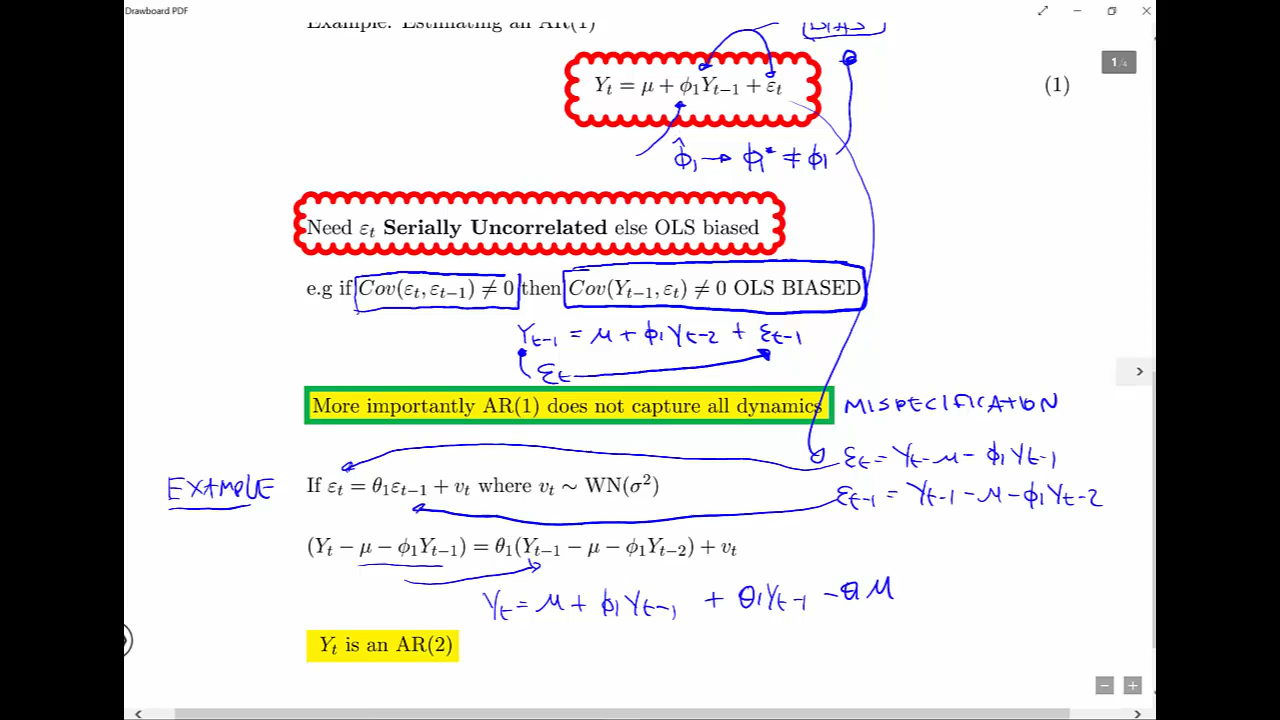 Drawboard PDF
Example: Estimating an AR(1)
BIAS
1/4
Yₜ = μ + ϕ₁Yₜ₋₁ + εₜ
(1)
ϕ̂₁ → ϕ₁* ≠ ϕ₁
Need εₜ Serially Uncorrelated else OLS biased
e.g if Cov(εₜ, εₜ₋₁) ≠ 0 then Cov(Yₜ₋₁, εₜ) ≠ 0 OLS BIASED
Yₜ₋₁ = μ + ϕ₁Yₜ₋₂ + εₜ₋₁
εₜ
More importantly AR(1) does not capture all dynamics MISPECIFICATION
εₜ = Yₜ - μ - ϕ₁Yₜ₋₁
EXAMPLE If εₜ = θ₁εₜ₋₁ + vₜ where vₜ ∼ WN(σ²)
εₜ₋₁ = Yₜ₋₁ - μ - ϕ₁Yₜ₋₂
(Yₜ − μ − ϕ₁Yₜ₋₁) = θ₁(Yₜ₋₁ − μ − ϕ₁Yₜ₋₂) + vₜ
Yₜ = μ + ϕ₁Yₜ₋₁ + θ₁Yₜ₋₁ - θμ
Yₜ is an AR(2)